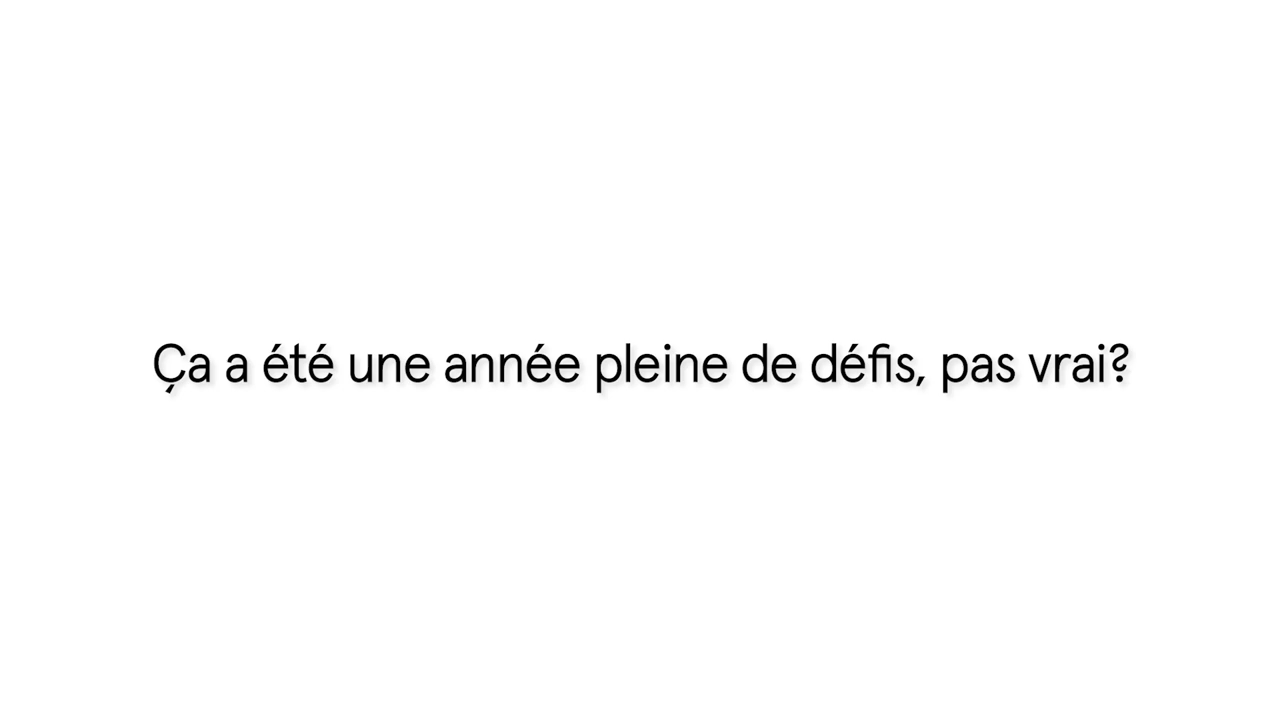 Ça a été une année pleine de défis, pas vrai?